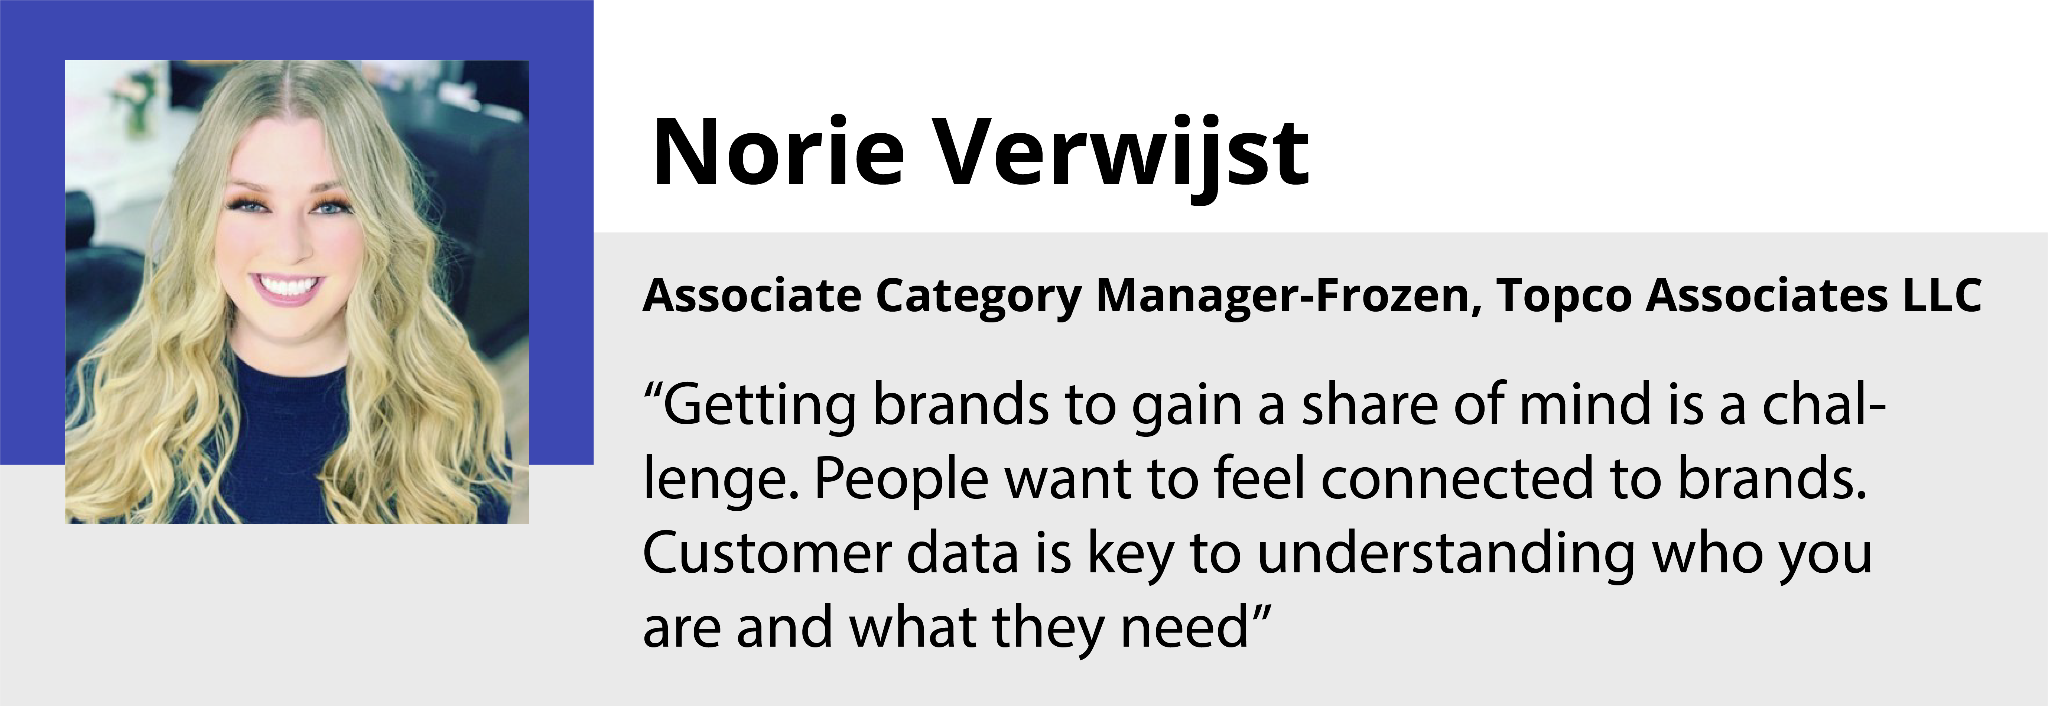 Norie Verwijst
Associate Category Manager-Frozen, Topco Associates LLC
“Getting brands to gain a share of mind is a chal-
lenge. People want to feel connected to brands.
Customer data is key to understanding who you
are and what they need”